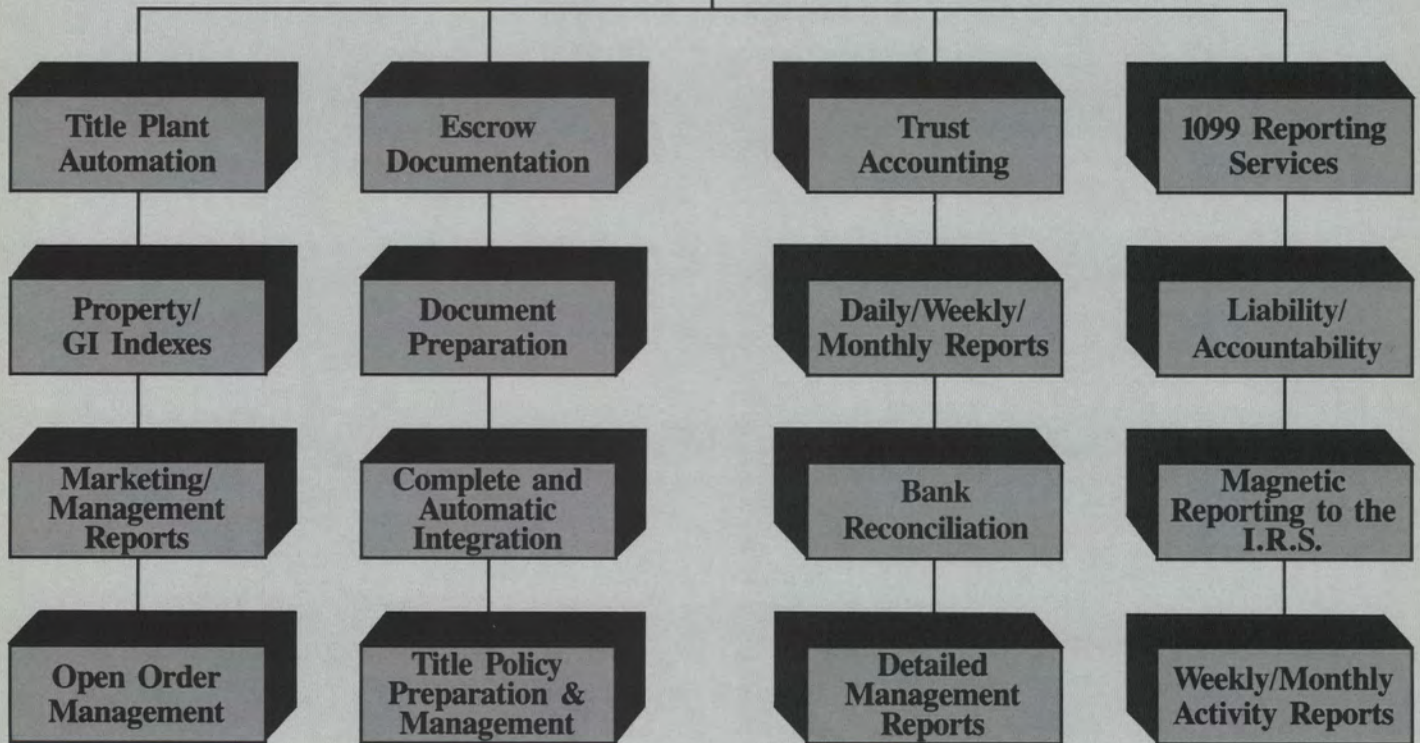 Title Plant
Automation
Escrow
Documentation
Trust
Accounting
1099 Reporting
Services
Property/
GI Indexes
Document
Preparation
Daily/Weekly/
Monthly Reports
Liability/
Accountability
Marketing/
Management
Reports
Complete and
Automatic
Integration
Bank
Reconciliation
Magnetic
Reporting to the
I.R.S.
Open Order
Management
Title Policy
Preparation &
Management
Detailed
Management
Reports
Weekly/Monthly
Activity Reports